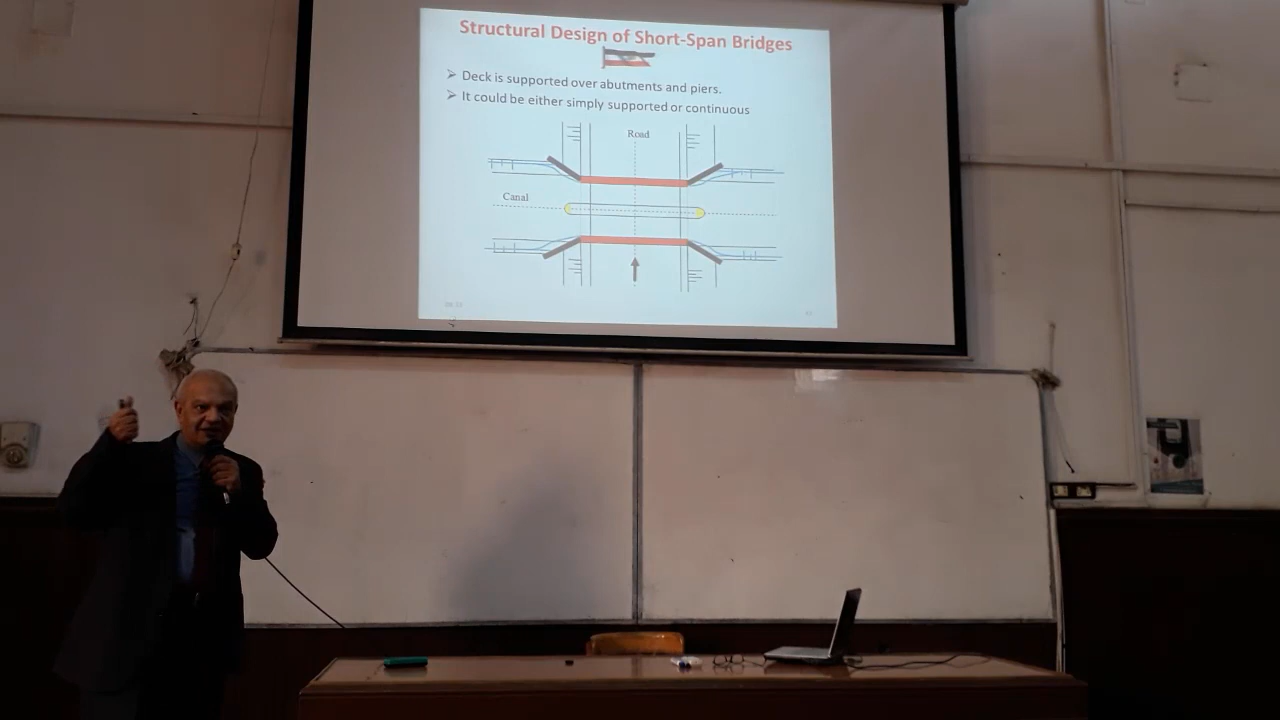 Structural Design of Short-Span Bridges
➢ Deck is supported over abutments and piers.
➢ It could be either simply supported or continuous
Road
Canal